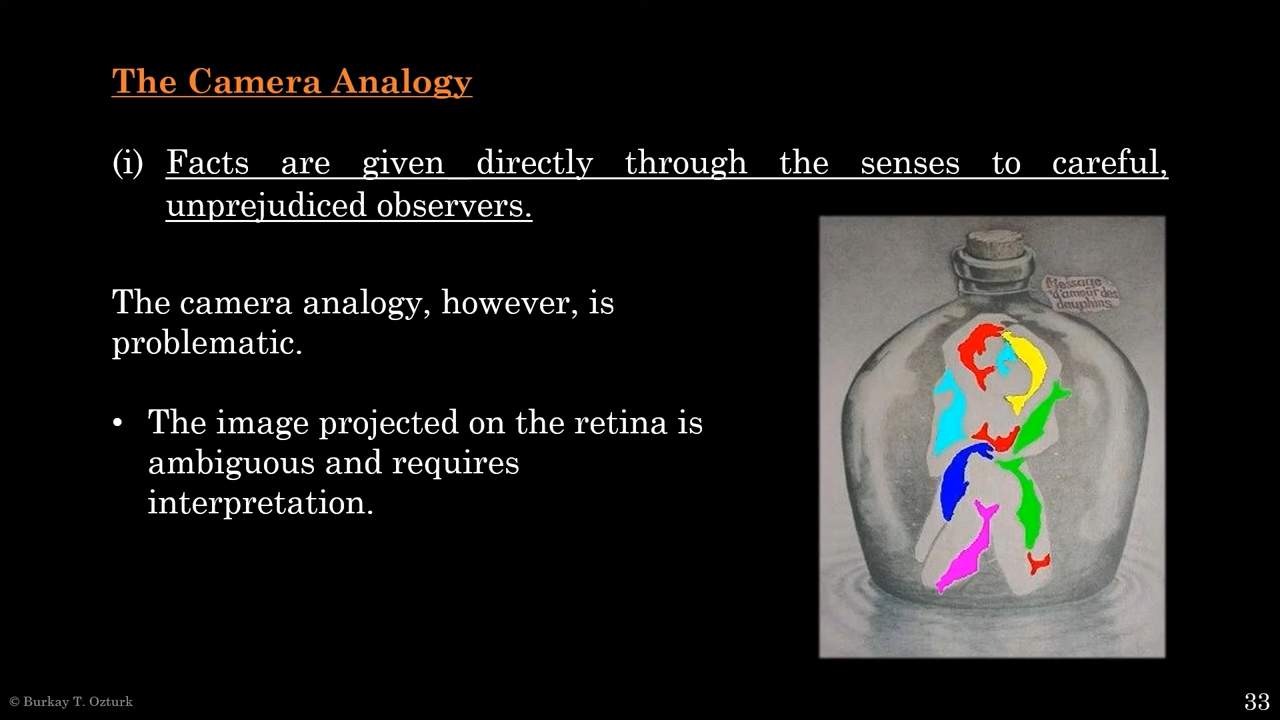 The Camera Analogy
(i) Facts are given directly through the senses to careful,
unprejudiced observers.
The camera analogy, however, is
problematic.
• The image projected on the retina is
ambiguous and requires
interpretation.
Message
d'amour des
dauphins
© Burkay T. Ozturk
33